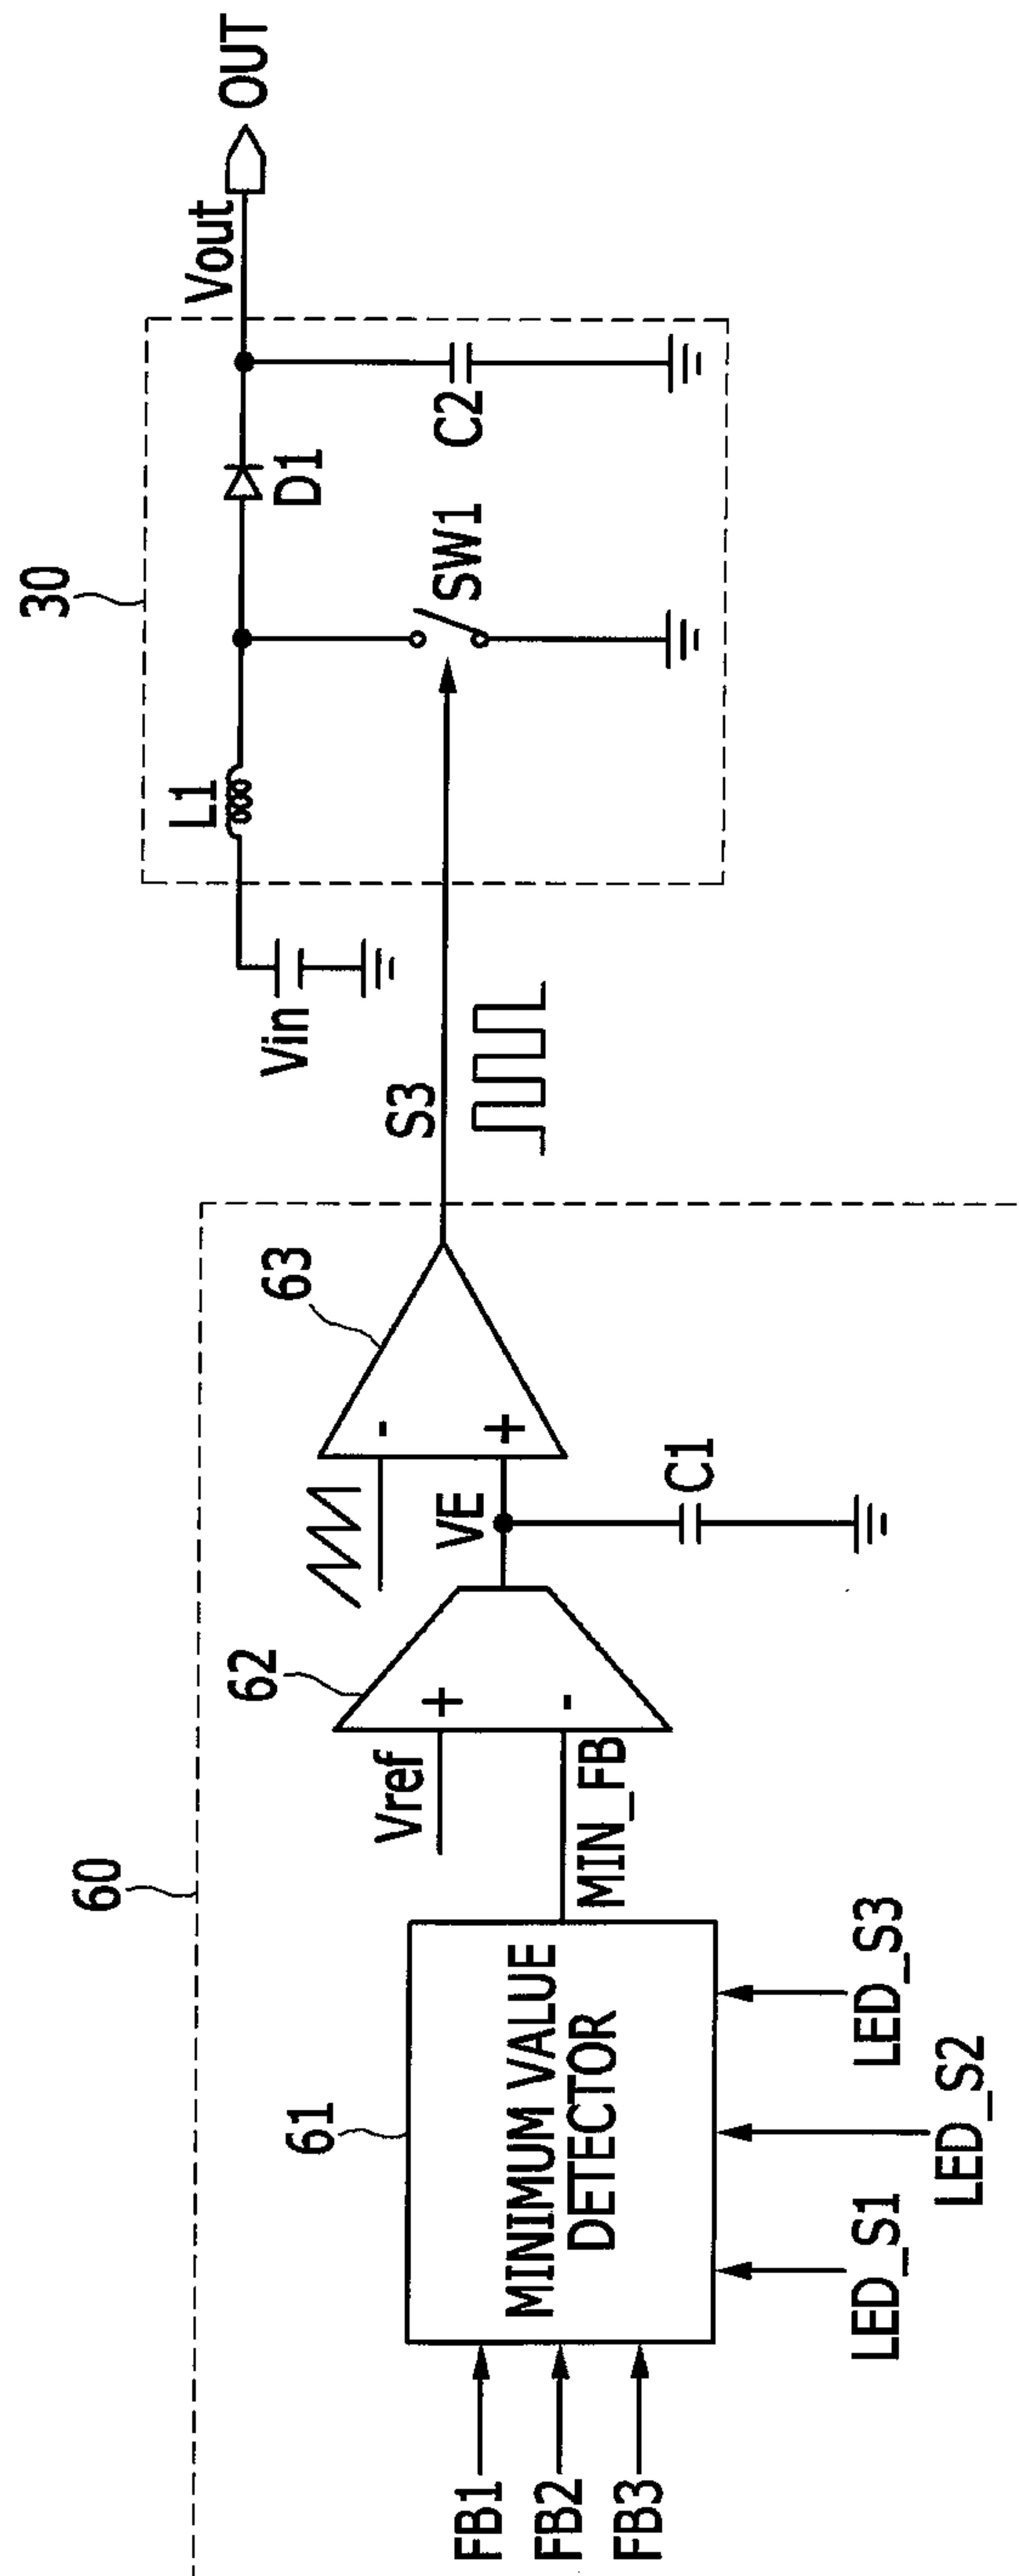 60
61
MINIMUM VALUE
DETECTOR
FB1
FB2
FB3
LED_S1
LED_S2
LED_S3
MIN_FB
Vref
62
+
-
VE
C1
63
-
+
S3
Vin
30
L1
SW1
D1
C2
Vout
OUT